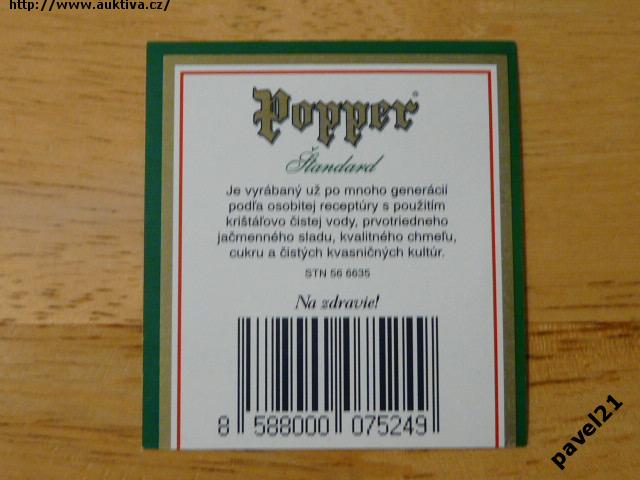 http://www.auktiva.cz/
Popper®
Štandard
Je vyrábaný už po mnoho generácií
podľa osobitej receptúry s použitím
krištáľovo čistej vody, prvotriedneho
jačmenného sladu, kvalitného chmeľu,
cukru a čistých kvasničných kultúr.
STN 56 6635
Na zdravie!
8 588000 075249
pavel21